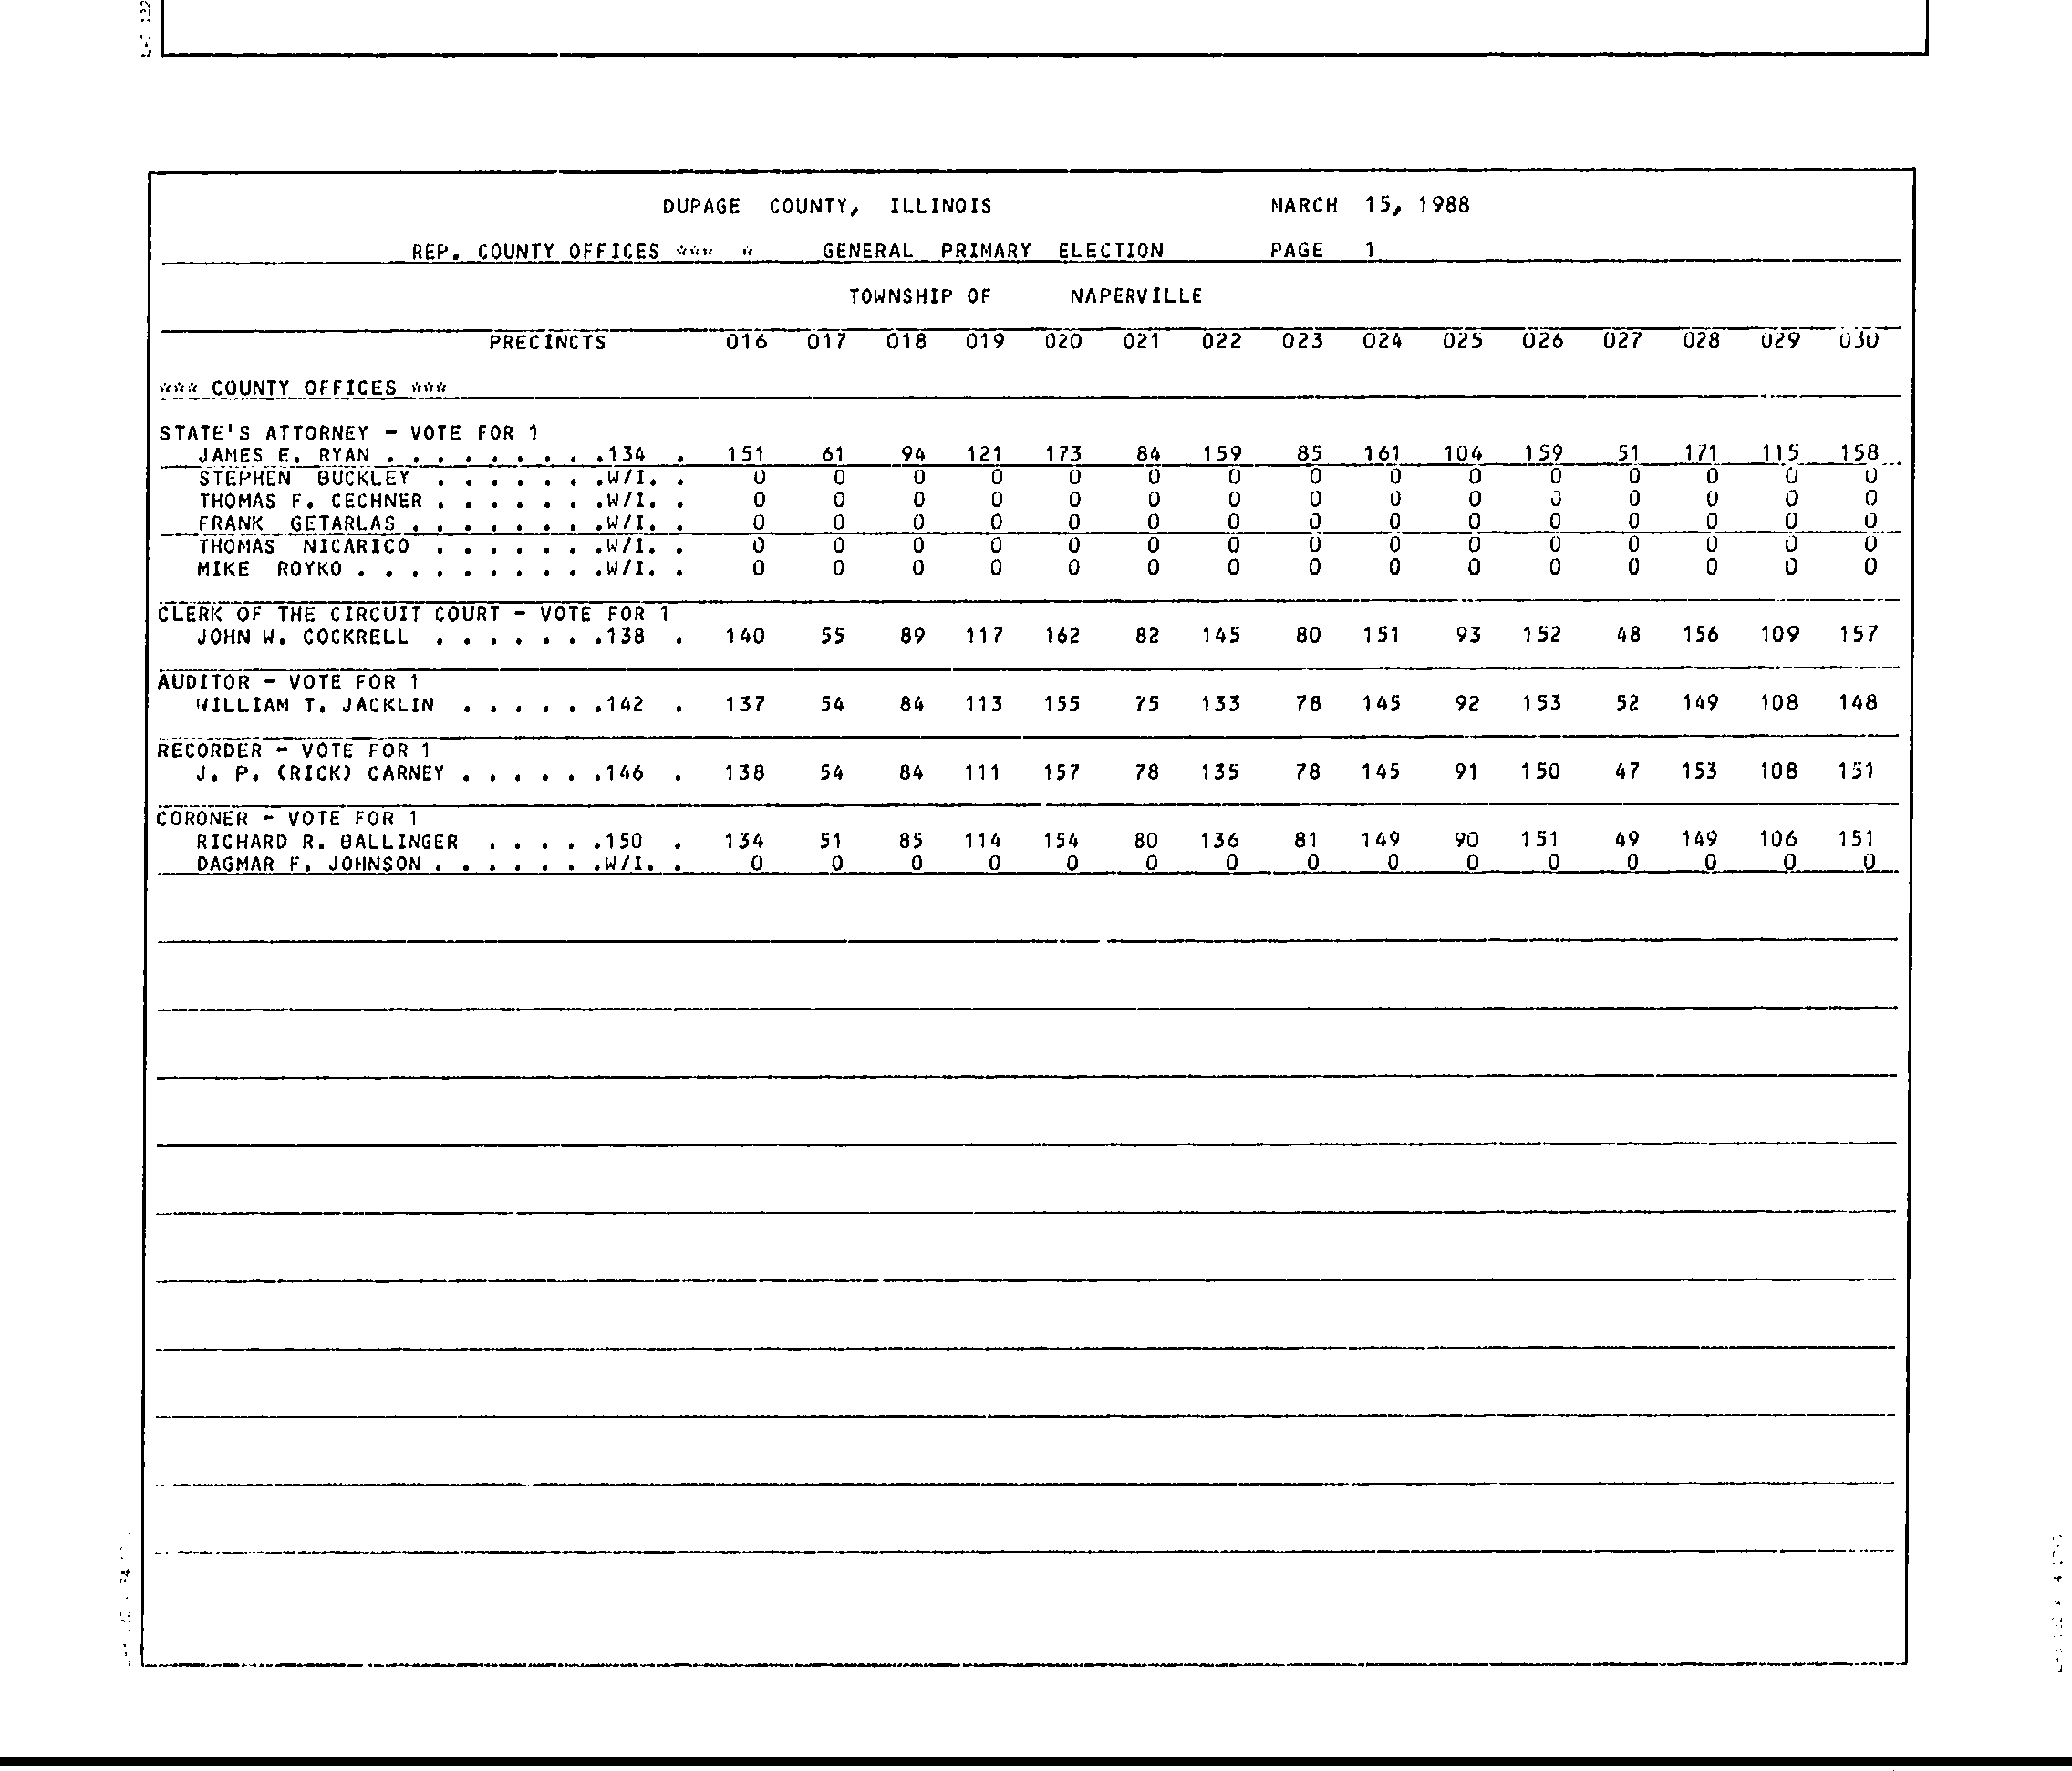 DUPAGE COUNTY, ILLINOIS MARCH 15, 1988
REP. COUNTY OFFICES *** * GENERAL PRIMARY ELECTION PAGE 1
TOWNSHIP OF NAPERVILLE
PRECINCTS 016 017 018 019 020 021 022 023 024 025 026 027 028 029 030
*** COUNTY OFFICES ***
STATE'S ATTORNEY - VOTE FOR 1
JAMES E. RYAN . . . . . . . . .134 . 151 61 94 121 173 84 159 85 161 104 159 51 171 115 158
STEPHEN BUCKLEY . . . . . . .W/I. . 0 0 0 0 0 0 0 0 0 0 0 0 0 0 0
THOMAS F. CECHNER . . . . . . .W/I. . 0 0 0 0 0 0 0 0 0 0 0 0 0 0 0
FRANK GETARLAS . . . . . . . .W/I. . 0 0 0 0 0 0 0 0 0 0 0 0 0 0 0
THOMAS NICARICO . . . . . . .W/I. . 0 0 0 0 0 0 0 0 0 0 0 0 0 0 0
MIKE ROYKO . . . . . . . . . .W/I. . 0 0 0 0 0 0 0 0 0 0 0 0 0 0 0
CLERK OF THE CIRCUIT COURT - VOTE FOR 1
JOHN W. COCKRELL . . . . . . .138 . 140 55 89 117 162 82 145 80 151 93 152 48 156 109 157
AUDITOR - VOTE FOR 1
WILLIAM T. JACKLIN . . . . . .142 . 137 54 84 113 155 75 133 78 145 92 153 52 149 108 148
RECORDER - VOTE FOR 1
J. P. (RICK) CARNEY . . . . . .146 . 138 54 84 111 157 78 135 78 145 91 150 47 153 108 151
CORONER - VOTE FOR 1
RICHARD R. BALLINGER . . . . .150 . 134 51 85 114 154 80 136 81 149 90 151 49 149 106 151
DAGMAR F. JOHNSON . . . . . . .W/I. . 0 0 0 0 0 0 0 0 0 0 0 0 0 0 0